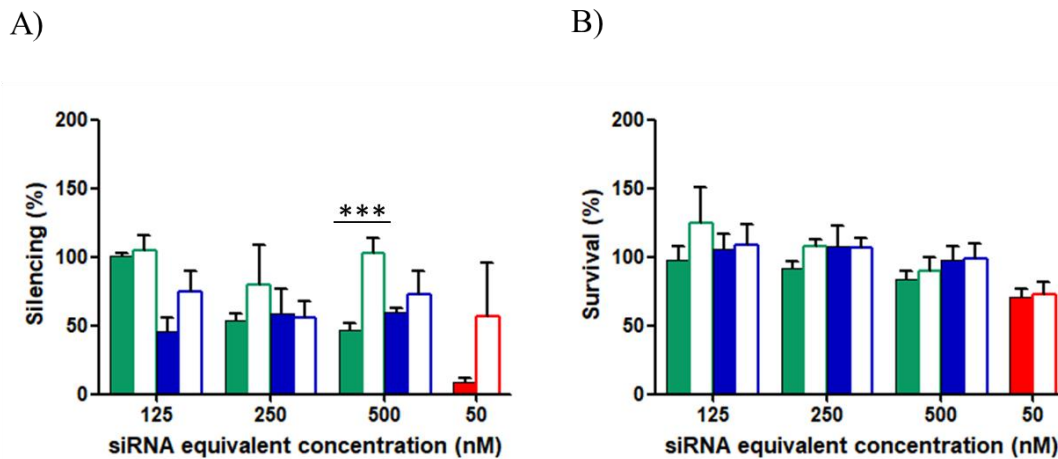 A)
B)
200
150
100
50
0
Silencing (%)
***
125 250 500 50
siRNA equivalent concentration (nM)
200
150
100
50
0
Survival (%)
125 250 500 50
siRNA equivalent concentration (nM)